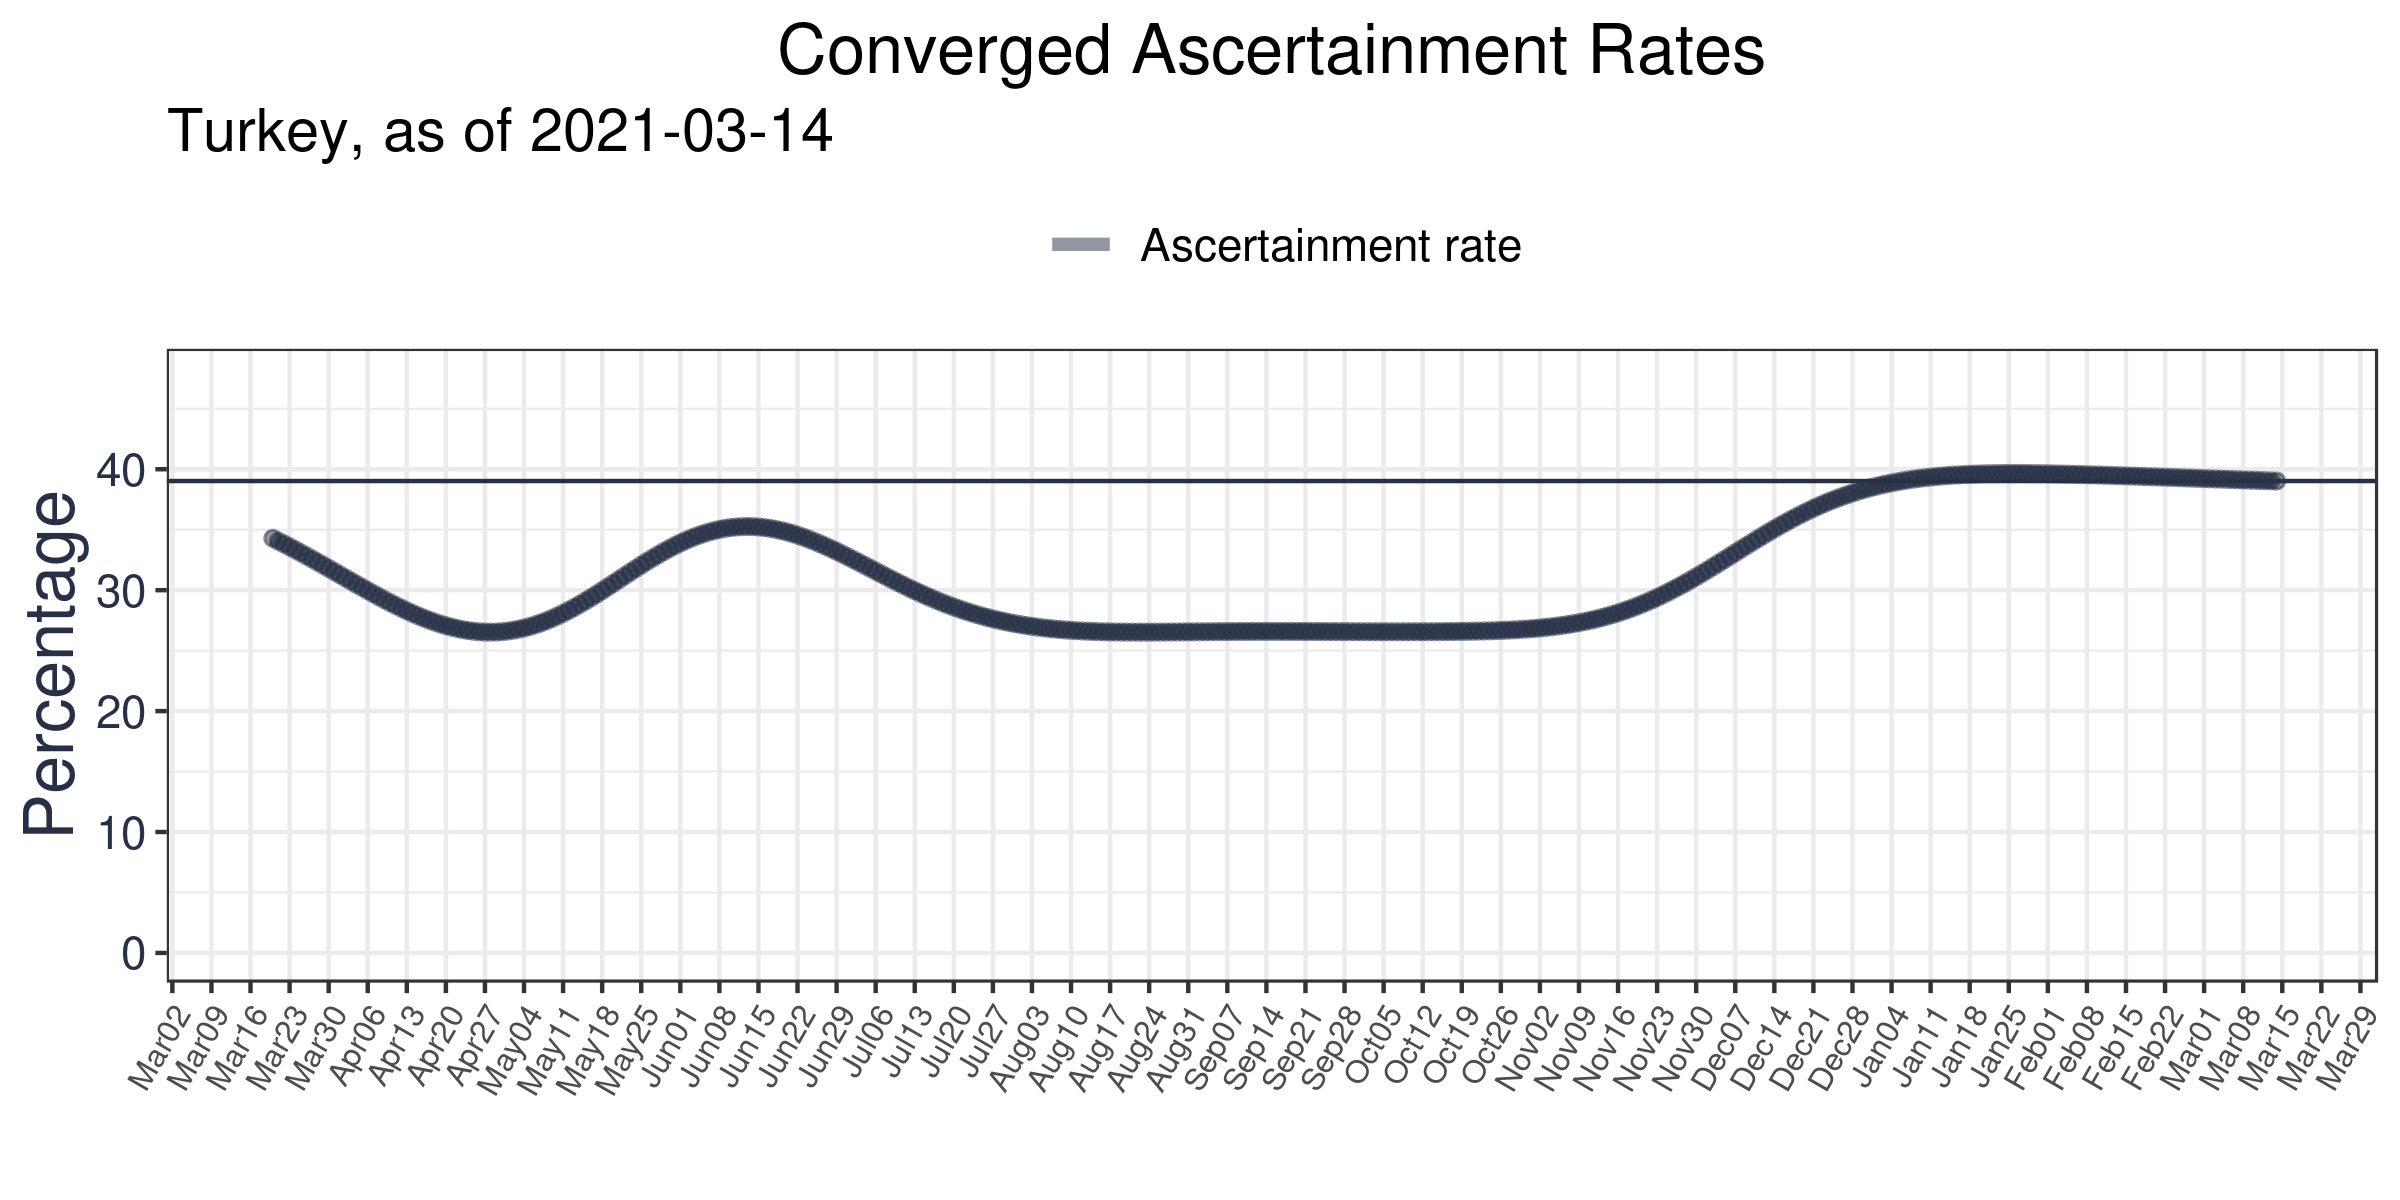 Converged Ascertainment Rates
Turkey, as of 2021-03-14
Ascertainment rate
Percentage
40
30
20
10
0
Mar02 Mar09 Mar16 Mar23 Mar30 Apr06 Apr13 Apr20 Apr27 May04 May11 May18 May25 Jun01 Jun08 Jun15 Jun22 Jun29 Jul06 Jul13 Jul20 Jul27 Aug03 Aug10 Aug17 Aug24 Aug31 Sep07 Sep14 Sep21 Sep28 Oct05 Oct12 Oct19 Oct26 Nov02 Nov09 Nov16 Nov23 Nov30 Dec07 Dec14 Dec21 Dec28 Jan04 Jan11 Jan18 Jan25 Feb01 Feb08 Feb15 Feb22 Mar01 Mar08 Mar15 Mar22 Mar29